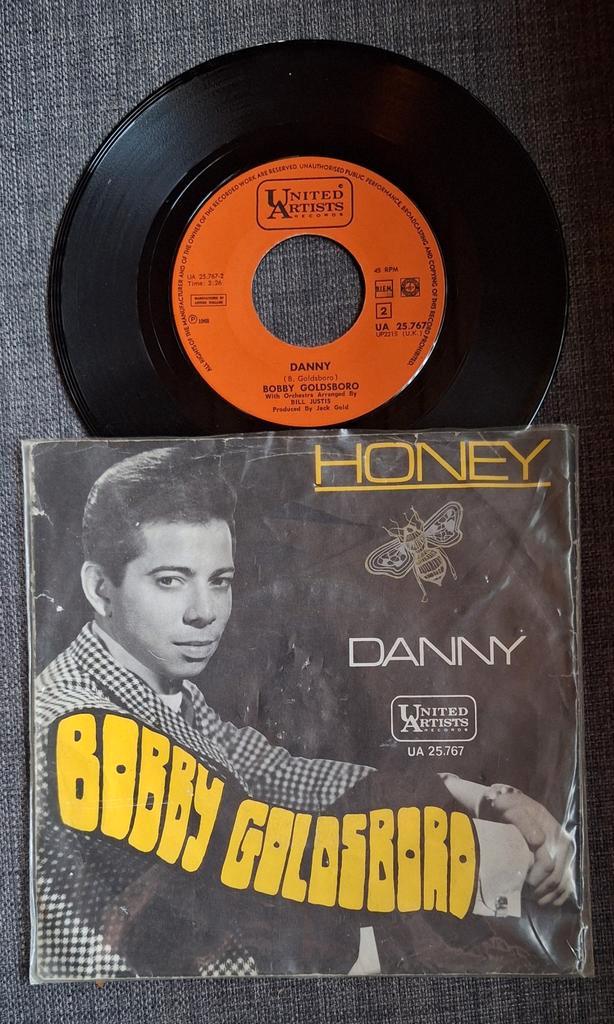 ALL RIGHTS OF THE MANUFACTURER AND OF THE OWNER OF THE RECORDED WORK ARE RESERVED. UNAUTHORISED PUBLIC PERFORMANCE, BROADCASTING AND COPYING OF THIS RECORD PROHIBITED.
UNITED
ARTISTS
RECORDS
UA 25.767-2
Time: 2:26
45 RPM
B.I.E.M.
2
UA 25.767
UP2215 (U.K.)
Ⓟ 1968
DANNY
(B. Goldsboro)
BOBBY GOLDSBORO
With Orchestra Arranged By
BILL JUSTIS
Produced By Jack Gold
HONEY
DANNY
UNITED
ARTISTS
RECORDS
UA 25.767
BOBBY GOLDSBORO